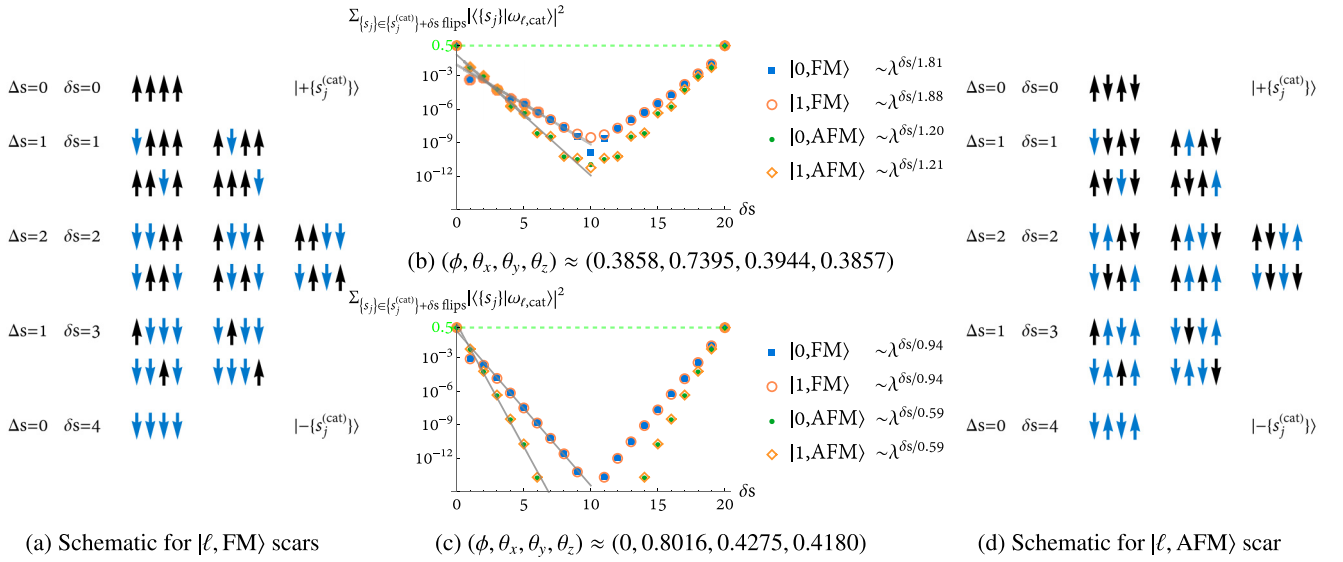 Δs=0 δs=0 |+{s_j^(cat)}⟩
Δs=1 δs=1
Δs=2 δs=2
Δs=1 δs=3
Δs=0 δs=4 |−{s_j^(cat)}⟩
(a) Schematic for |ℓ, FM⟩ scars
Σ_{{s_j}∈{s_j^(cat)}+δs flips}|⟨{s_j}|ω_{ℓ,cat}⟩|²
0.5
10⁻³
10⁻⁶
10⁻⁹
10⁻¹²
0 5 10 15 20 δs
|0,FM⟩ ~λ^{δs/1.81}
|1,FM⟩ ~λ^{δs/1.88}
|0,AFM⟩ ~λ^{δs/1.20}
|1,AFM⟩ ~λ^{δs/1.21}
(b) (ϕ, θ_x, θ_y, θ_z) ≈ (0.3858, 0.7395, 0.3944, 0.3857)
Σ_{{s_j}∈{s_j^(cat)}+δs flips}|⟨{s_j}|ω_{ℓ,cat}⟩|²
0.5
10⁻³
10⁻⁶
10⁻⁹
10⁻¹²
0 5 10 15 20 δs
|0,FM⟩ ~λ^{δs/0.94}
|1,FM⟩ ~λ^{δs/0.94}
|0,AFM⟩ ~λ^{δs/0.59}
|1,AFM⟩ ~λ^{δs/0.59}
(c) (ϕ, θ_x, θ_y, θ_z) ≈ (0, 0.8016, 0.4275, 0.4180)
Δs=0 δs=0 |+{s_j^(cat)}⟩
Δs=1 δs=1
Δs=2 δs=2
Δs=1 δs=3
Δs=0 δs=4 |−{s_j^(cat)}⟩
(d) Schematic for |ℓ, AFM⟩ scar